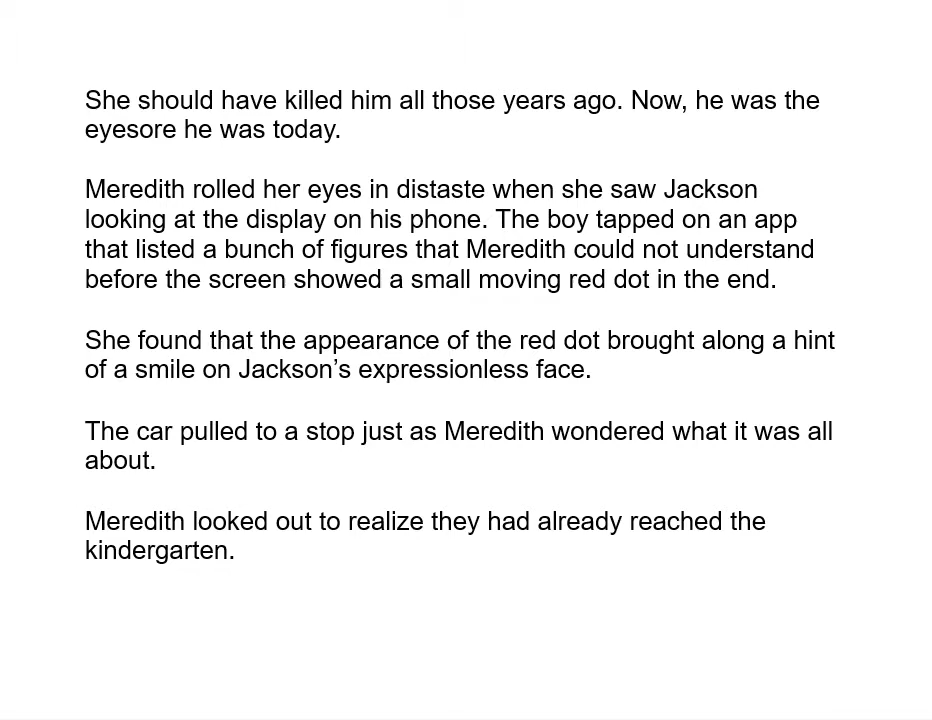 She should have killed him all those years ago. Now, he was the
eyesore he was today.
Meredith rolled her eyes in distaste when she saw Jackson
looking at the display on his phone. The boy tapped on an app
that listed a bunch of figures that Meredith could not understand
before the screen showed a small moving red dot in the end.
She found that the appearance of the red dot brought along a hint
of a smile on Jackson’s expressionless face.
The car pulled to a stop just as Meredith wondered what it was all
about.
Meredith looked out to realize they had already reached the
kindergarten.